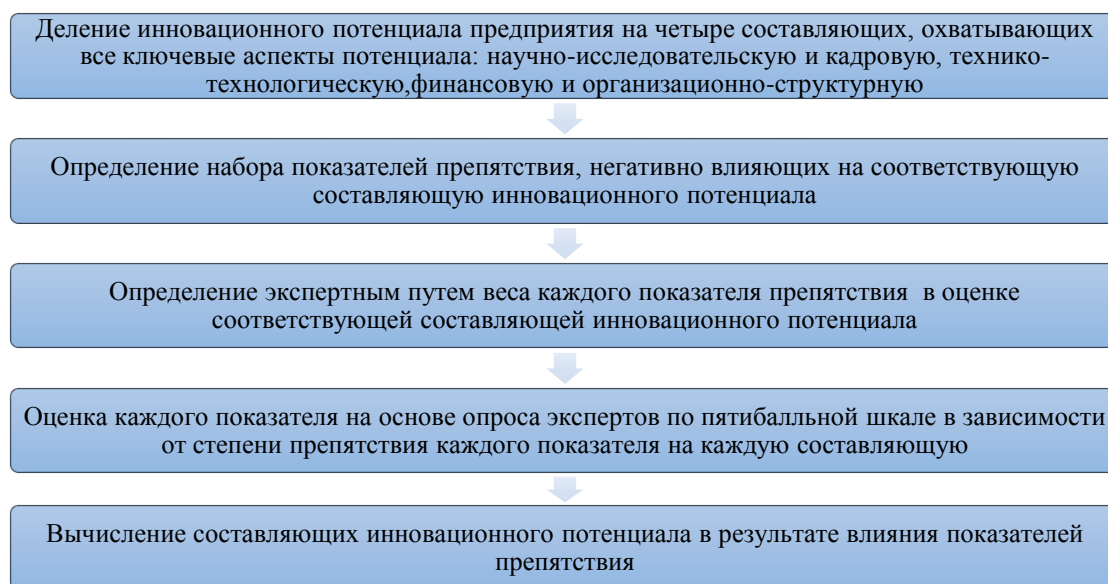 Деление инновационного потенциала предприятия на четыре составляющих, охватывающих
все ключевые аспекты потенциала: научно-исследовательскую и кадровую, технико-
технологическую,финансовую и организационно-структурную
Определение набора показателей препятствия, негативно влияющих на соответствующую
составляющую инновационного потенциала
Определение экспертным путем веса каждого показателя препятствия в оценке
соответствующей составляющей инновационного потенциала
Оценка каждого показателя на основе опроса экспертов по пятибалльной шкале в зависимости
от степени препятствия каждого показателя на каждую составляющую
Вычисление составляющих инновационного потенциала в результате влияния показателей
препятствия